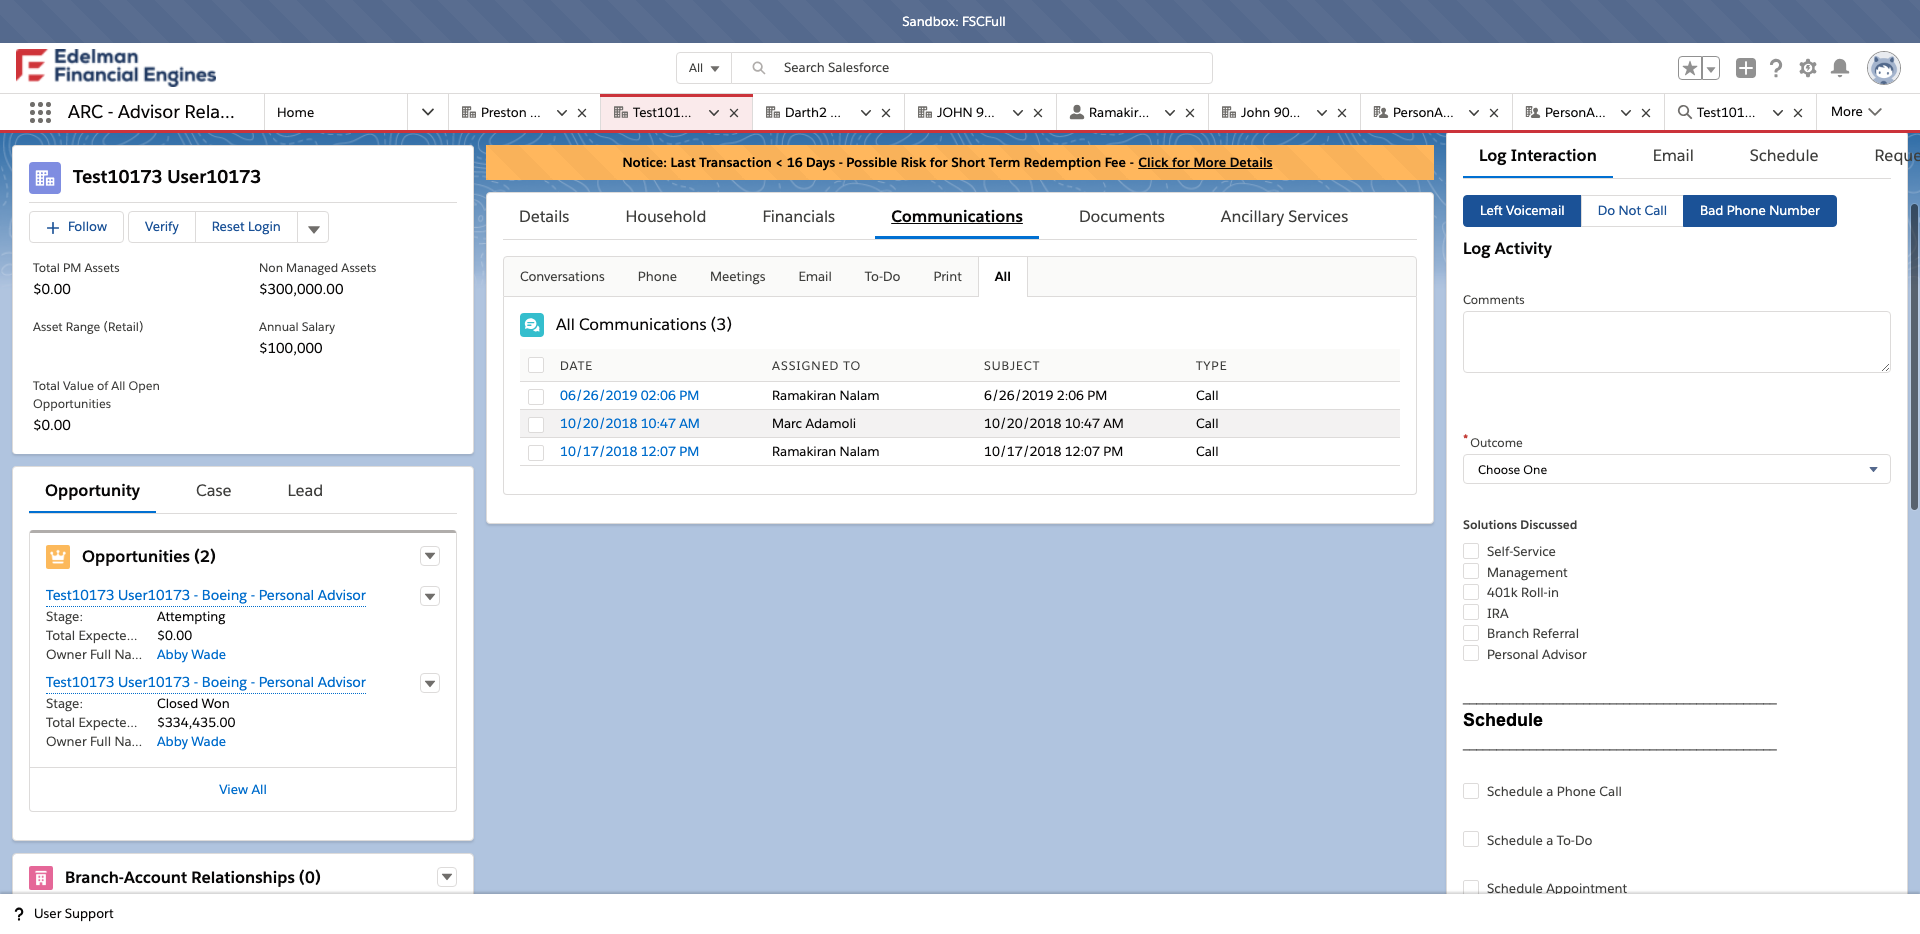 Sandbox: FSCFull
Edelman
Financial Engines
All
Search Salesforce
ARC - Advisor Rela...
Home
Preston ...
Test101...
Darth2 ...
JOHN 9...
Ramakir...
John 90...
PersonA...
PersonA...
Test101...
More
Test10173 User10173
Follow
Verify
Reset Login
Total PM Assets
$0.00
Non Managed Assets
$300,000.00
Asset Range (Retail)
Annual Salary
$100,000
Total Value of All Open
Opportunities
$0.00
Opportunity
Case
Lead
Opportunities (2)
Test10173 User10173 - Boeing - Personal Advisor
Stage: Attempting
Total Expecte... $0.00
Owner Full Na... Abby Wade
Test10173 User10173 - Boeing - Personal Advisor
Stage: Closed Won
Total Expecte... $334,435.00
Owner Full Na... Abby Wade
View All
Branch-Account Relationships (0)
Notice: Last Transaction < 16 Days - Possible Risk for Short Term Redemption Fee - Click for More Details
Details
Household
Financials
Communications
Documents
Ancillary Services
Conversations
Phone
Meetings
Email
To-Do
Print
All
All Communications (3)
DATE ASSIGNED TO SUBJECT TYPE
06/26/2019 02:06 PM Ramakiran Nalam 6/26/2019 2:06 PM Call
10/20/2018 10:47 AM Marc Adamoli 10/20/2018 10:47 AM Call
10/17/2018 12:07 PM Ramakiran Nalam 10/17/2018 12:07 PM Call
Log Interaction
Email
Schedule
Reque
Left Voicemail
Do Not Call
Bad Phone Number
Log Activity
Comments
*Outcome
Choose One
Solutions Discussed
Self-Service
Management
401k Roll-in
IRA
Branch Referral
Personal Advisor
Schedule
Schedule a Phone Call
Schedule a To-Do
Schedule Appointment
? User Support